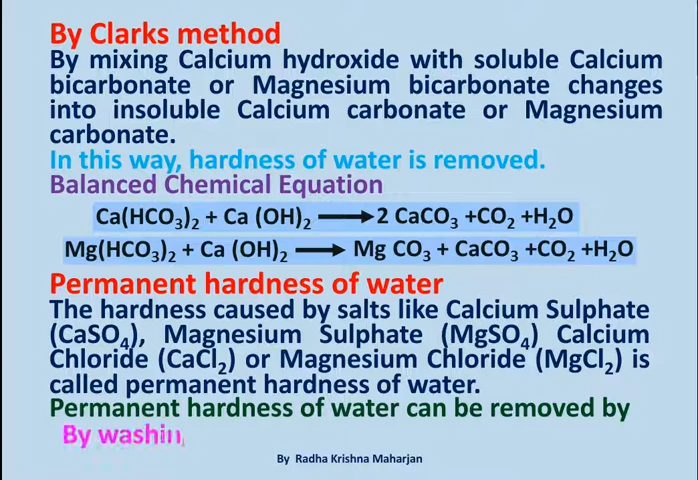 By Clarks method
By mixing Calcium hydroxide with soluble Calcium
bicarbonate or Magnesium bicarbonate changes
into insoluble Calcium carbonate or Magnesium
carbonate.
In this way, hardness of water is removed.
Balanced Chemical Equation
Ca(HCO₃)₂ + Ca (OH)₂ ⟶ 2 CaCO₃ +CO₂ +H₂O
Mg(HCO₃)₂ + Ca (OH)₂ ⟶ Mg CO₃ + CaCO₃ +CO₂ +H₂O
Permanent hardness of water
The hardness caused by salts like Calcium Sulphate
(CaSO₄), Magnesium Sulphate (MgSO₄) Calcium
Chloride (CaCl₂) or Magnesium Chloride (MgCl₂) is
called permanent hardness of water.
Permanent hardness of water can be removed by
By washin
By Radha Krishna Maharjan